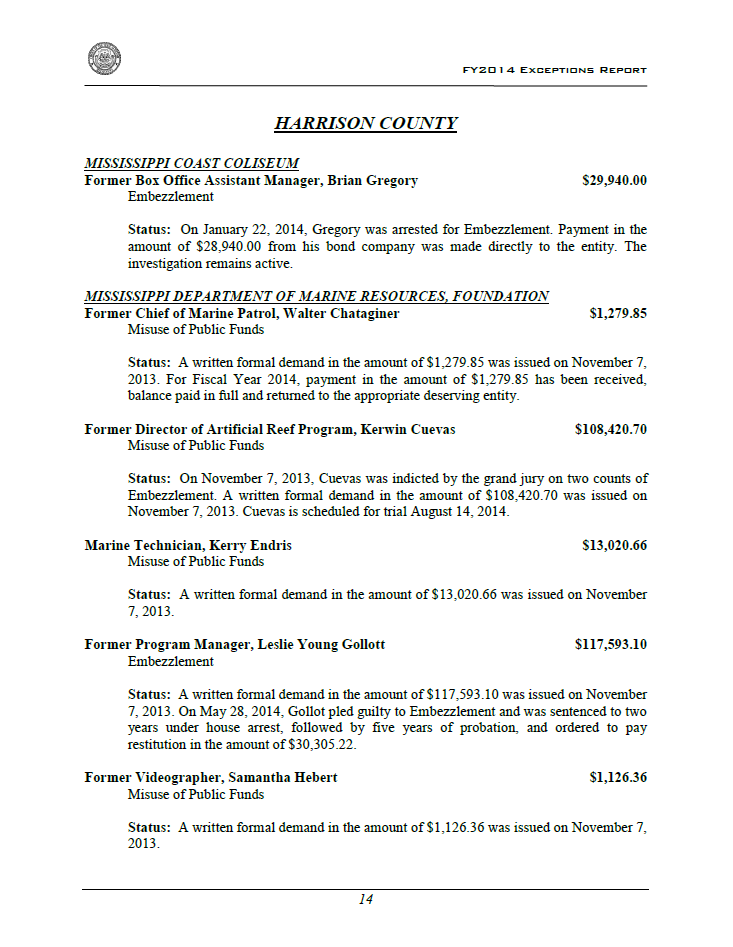 FY2014 EXCEPTIONS REPORT
HARRISON COUNTY
MISSISSIPPI COAST COLISEUM
Former Box Office Assistant Manager, Brian Gregory $29,940.00
Embezzlement
Status: On January 22, 2014, Gregory was arrested for Embezzlement. Payment in the
amount of $28,940.00 from his bond company was made directly to the entity. The
investigation remains active.
MISSISSIPPI DEPARTMENT OF MARINE RESOURCES, FOUNDATION
Former Chief of Marine Patrol, Walter Chataginer $1,279.85
Misuse of Public Funds
Status: A written formal demand in the amount of $1,279.85 was issued on November 7,
2013. For Fiscal Year 2014, payment in the amount of $1,279.85 has been received,
balance paid in full and returned to the appropriate deserving entity.
Former Director of Artificial Reef Program, Kerwin Cuevas $108,420.70
Misuse of Public Funds
Status: On November 7, 2013, Cuevas was indicted by the grand jury on two counts of
Embezzlement. A written formal demand in the amount of $108,420.70 was issued on
November 7, 2013. Cuevas is scheduled for trial August 14, 2014.
Marine Technician, Kerry Endris $13,020.66
Misuse of Public Funds
Status: A written formal demand in the amount of $13,020.66 was issued on November
7, 2013.
Former Program Manager, Leslie Young Gollott $117,593.10
Embezzlement
Status: A written formal demand in the amount of $117,593.10 was issued on November
7, 2013. On May 28, 2014, Gollot pled guilty to Embezzlement and was sentenced to two
years under house arrest, followed by five years of probation, and ordered to pay
restitution in the amount of $30,305.22.
Former Videographer, Samantha Hebert $1,126.36
Misuse of Public Funds
Status: A written formal demand in the amount of $1,126.36 was issued on November 7,
2013.
14